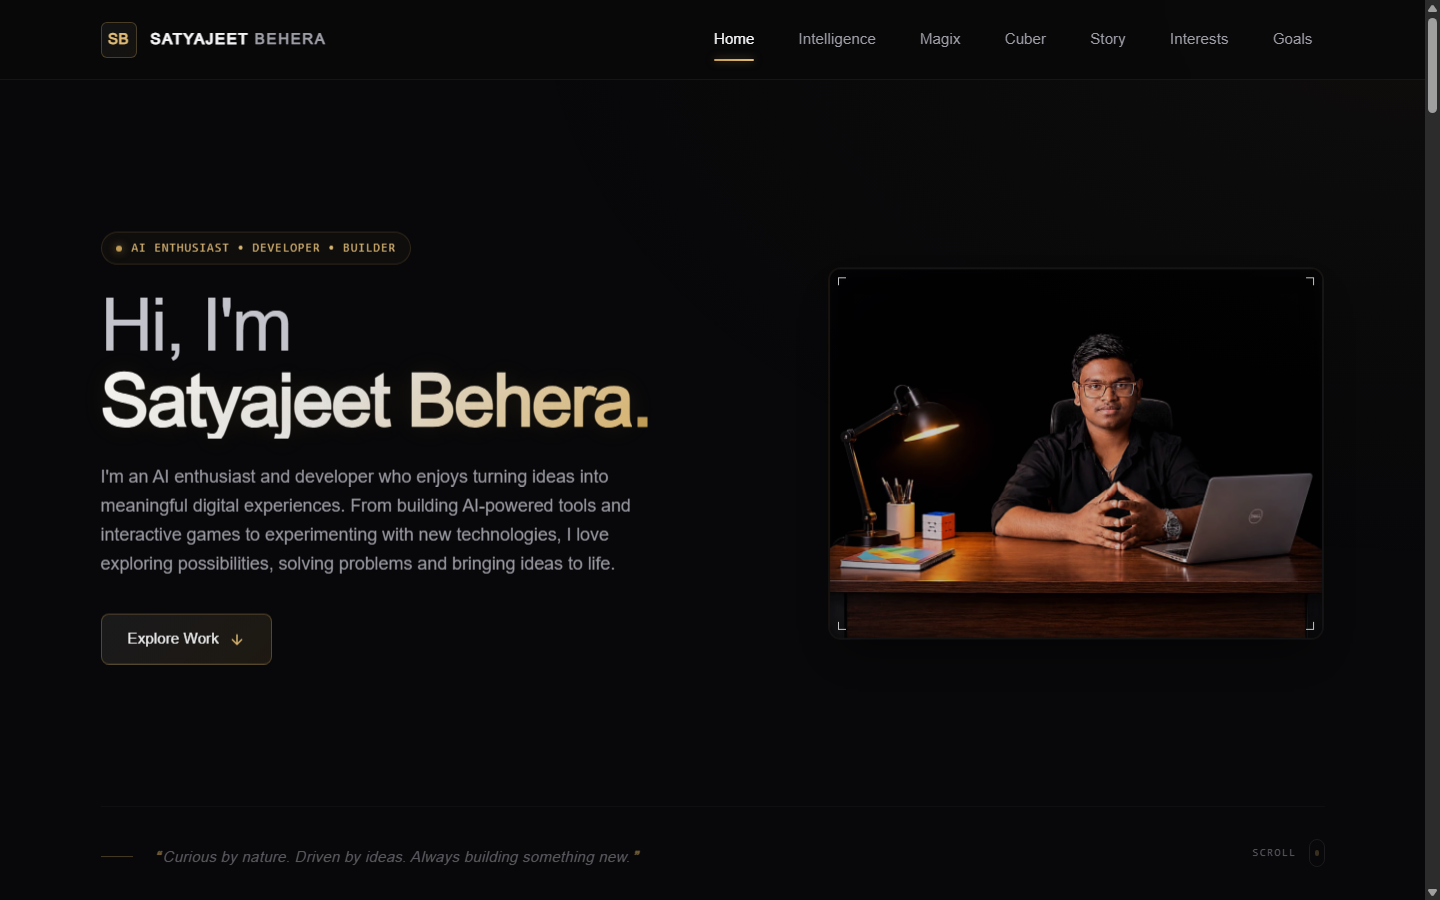 SB SATYAJEET BEHERA
Home Intelligence Magix Cuber Story Interests Goals
AI ENTHUSIAST • DEVELOPER • BUILDER
Hi, I'm
Satyajeet Behera.
I'm an AI enthusiast and developer who enjoys turning ideas into
meaningful digital experiences. From building AI-powered tools and
interactive games to experimenting with new technologies, I love
exploring possibilities, solving problems and bringing ideas to life.
Explore Work ↓
DELL
"Curious by nature. Driven by ideas. Always building something new."
SCROLL